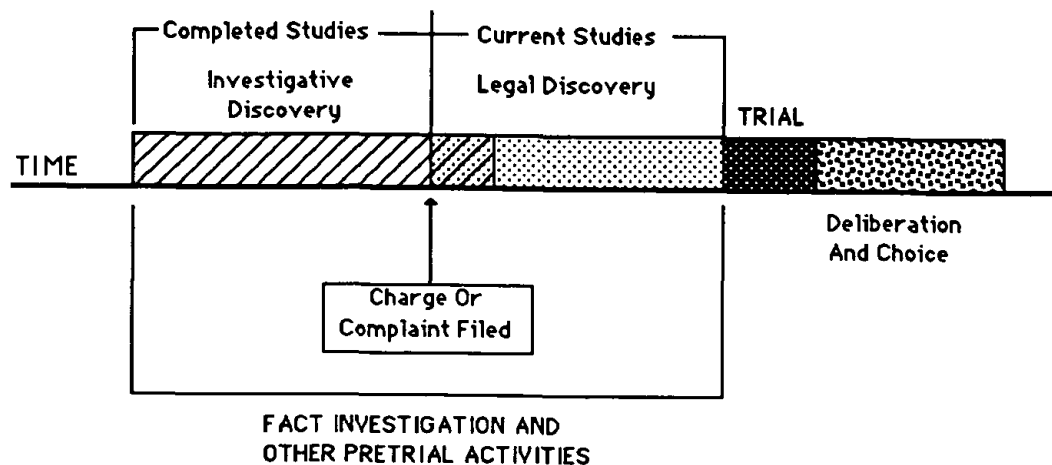 Completed Studies
Current Studies
Investigative
Discovery
Legal Discovery
TRIAL
TIME
Deliberation
And Choice
Charge Or
Complaint Filed
FACT INVESTIGATION AND
OTHER PRETRIAL ACTIVITIES